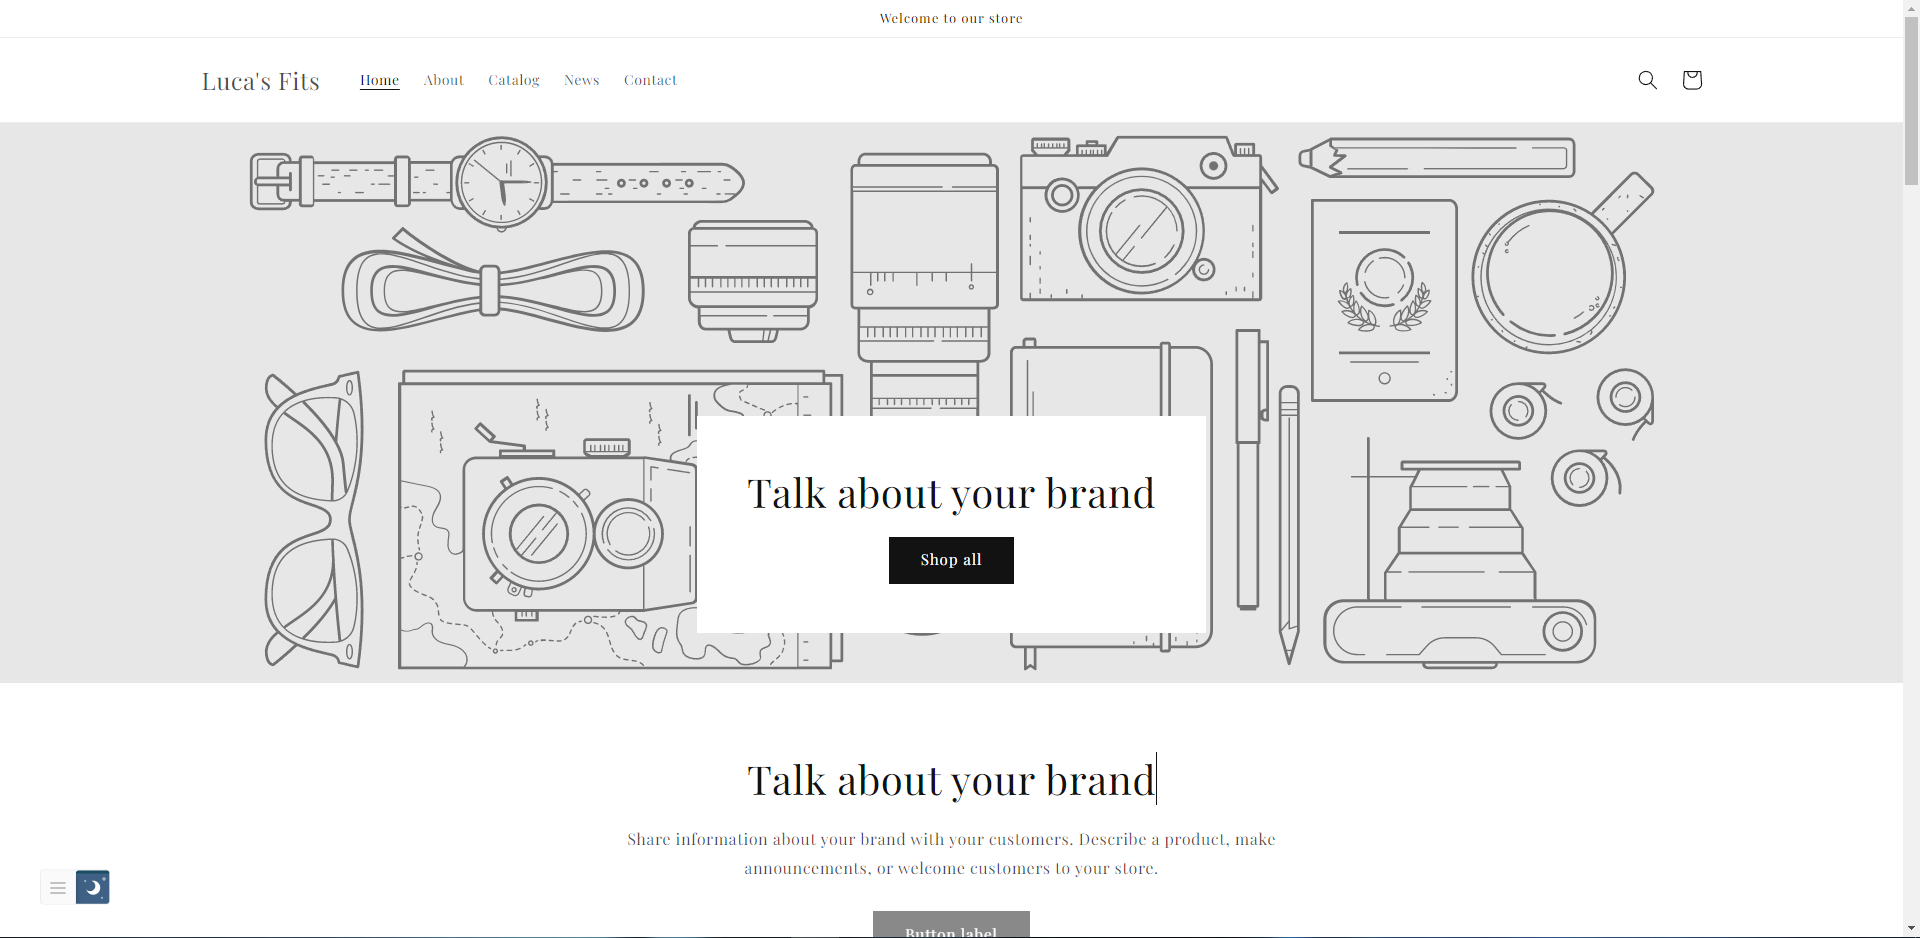 Welcome to our store
Luca's Fits
Home
About
Catalog
News
Contact
Talk about your brand
Shop all
Talk about your brand
Share information about your brand with your customers. Describe a product, make
announcements, or welcome customers to your store.
Button label